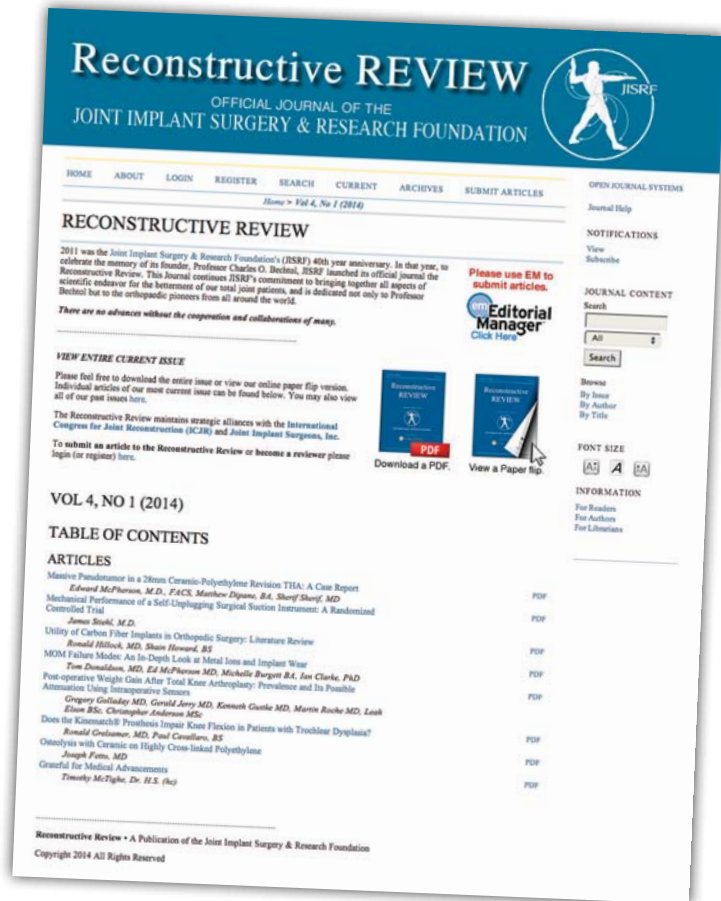 Reconstructive REVIEW
OFFICIAL JOURNAL OF THE
JOINT IMPLANT SURGERY & RESEARCH FOUNDATION
JISRF
HOME ABOUT LOGIN REGISTER SEARCH CURRENT ARCHIVES SUBMIT ARTICLES
Home > Vol 4, No 1 (2014)
RECONSTRUCTIVE REVIEW
2011 was the Joint Implant Surgery & Research Foundation's (JISRF) 40th year anniversary. In that year, to
celebrate the memory of its founder, Professor Charles O. Bechtol, JISRF launched its official journal the
Reconstructive Review. This Journal continues JISRF's commitment to bringing together all aspects of
scientific endeavor for the betterment of our total joint patients, and is dedicated not only to Professor
Bechtol but to the orthopaedic pioneers from all around the world.
There are no advances without the cooperation and collaborations of many.
Please use EM to
submit articles.
em Editorial
Manager
Click Here
VIEW ENTIRE CURRENT ISSUE
Please feel free to download the entire issue or view our online paper flip version.
Individual articles of our most current issue can be found below. You may also view
all of our past issues here.
The Reconstructive Review maintains strategic alliances with the International
Congress for Joint Reconstruction (ICJR) and Joint Implant Surgeons, Inc.
To submit an article to the Reconstructive Review or become a reviewer please
login (or register) here.
Reconstructive
REVIEW
PDF
Download a PDF.
Reconstructive
REVIEW
View a Paper flip.
VOL 4, NO 1 (2014)
TABLE OF CONTENTS
ARTICLES
Massive Pseudotumor in a 28mm Ceramic-Polyethylene Revision THA: A Case Report PDF
Edward McPherson, M.D., FACS, Matthew Dipane, BA, Sherif Sherif, MD
Mechanical Performance of a Self-Unplugging Surgical Suction Instrument: A Randomized
Controlled Trial PDF
James Stiehl, M.D.
Utility of Carbon Fiber Implants in Orthopedic Surgery: Literature Review PDF
Ronald Hillock, MD, Shain Howard, BS
MOM Failure Modes: An In-Depth Look at Metal Ions and Implant Wear PDF
Tom Donaldson, MD, Ed McPherson MD, Michelle Burgett BA, Ian Clarke, PhD
Post-operative Weight Gain After Total Knee Arthroplasty: Prevalence and Its Possible
Attenuation Using Intraoperative Sensors PDF
Gregory Golladay MD, Gerald Jerry MD, Kenneth Gustke MD, Martin Roche MD, Leah
Elson BSc, Christopher Anderson MSc
Does the Kinematch® Prosthesis Impair Knee Flexion in Patients with Trochlear Dysplasia? PDF
Ronald Grelsamer, MD, Paul Cavallaro, BS
Osteolysis with Ceramic on Highly Cross-linked Polyethylene PDF
Joseph Fetto, MD
Grateful for Medical Advancements PDF
Timothy McTighe, Dr. H.S. (hc)
Reconstructive Review • A Publication of the Joint Implant Surgery & Research Foundation
Copyright 2014 All Rights Reserved
OPEN JOURNAL SYSTEMS
Journal Help
NOTIFICATIONS
View
Subscribe
JOURNAL CONTENT
Search
All
Search
Browse
By Issue
By Author
By Title
FONT SIZE
A A A
INFORMATION
For Readers
For Authors
For Librarians